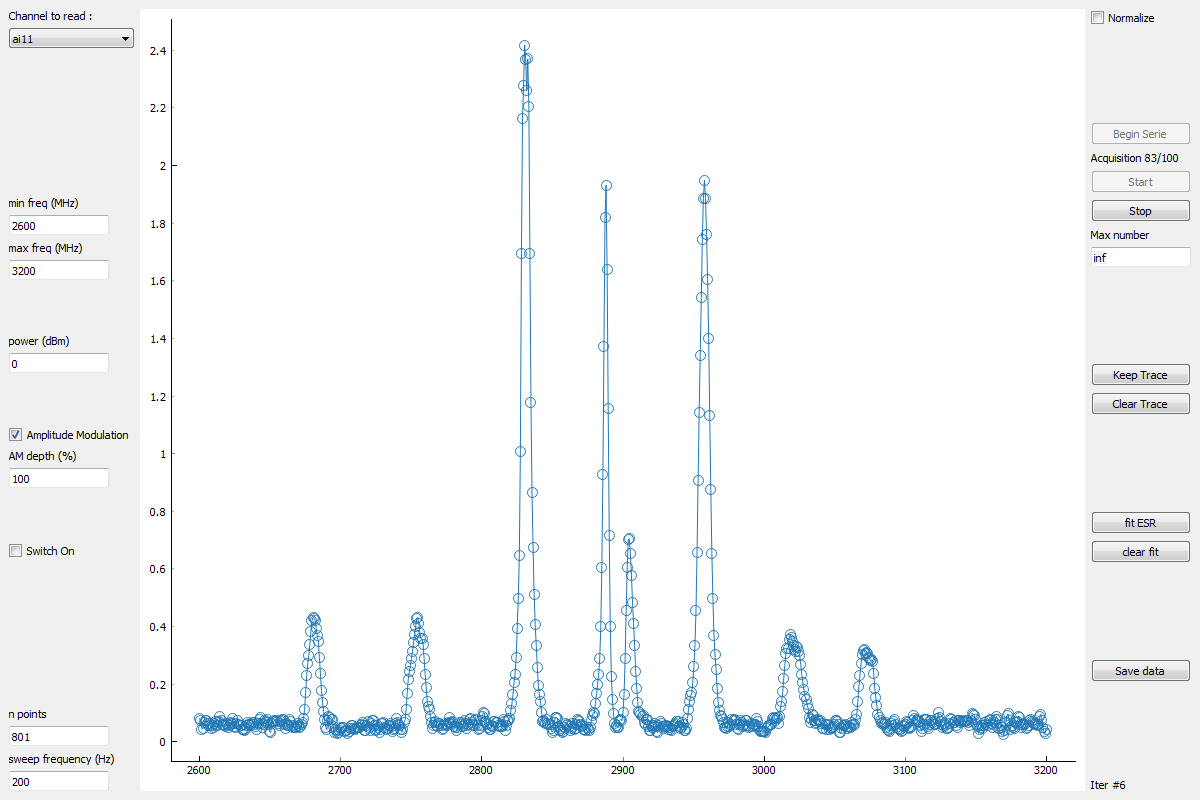 Channel to read :
ai11
min freq (MHz)
2600
max freq (MHz)
3200
power (dBm)
0
Amplitude Modulation
AM depth (%)
100
Switch On
n points
801
sweep frequency (Hz)
200
2.4
2.2
2
1.8
1.6
1.4
1.2
1
0.8
0.6
0.4
0.2
0
2600
2700
2800
2900
3000
3100
3200
Normalize
Begin Serie
Acquisition 83/100
Start
Stop
Max number
inf
Keep Trace
Clear Trace
fit ESR
clear fit
Save data
Iter #6